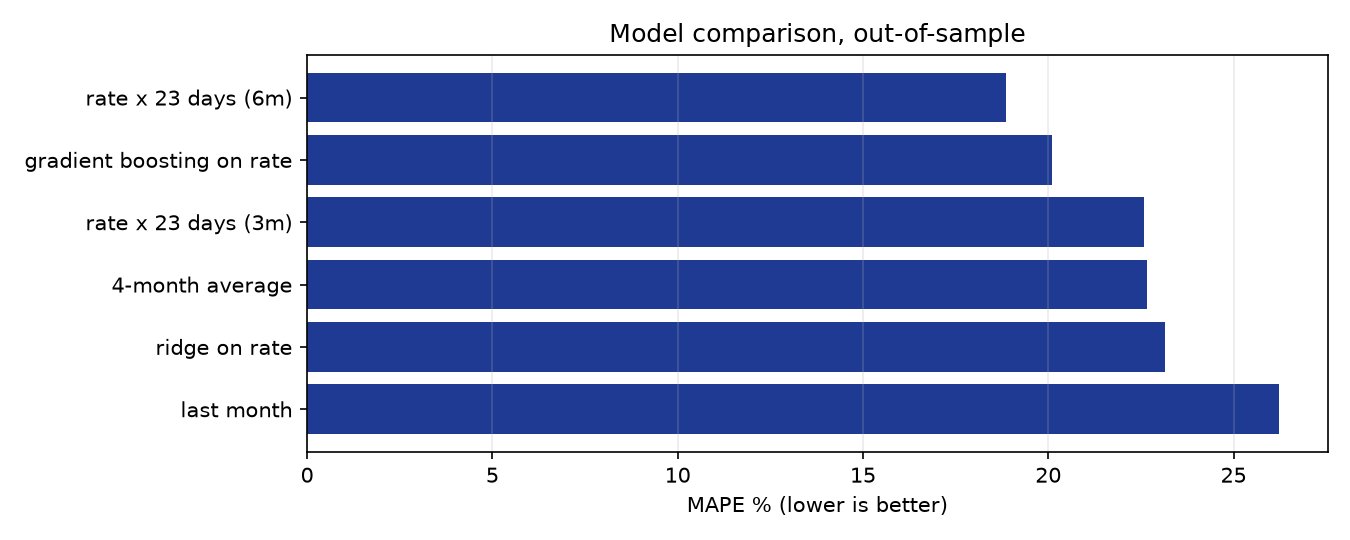 Model comparison, out-of-sample
rate x 23 days (6m)
gradient boosting on rate
rate x 23 days (3m)
4-month average
ridge on rate
last month
0 5 10 15 20 25
MAPE % (lower is better)